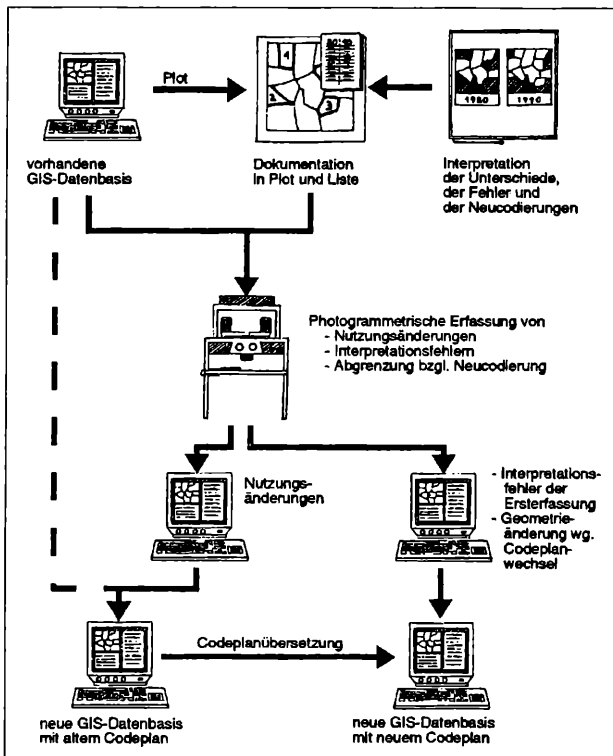 Plot
1980
1990
vorhandene
GIS-Datenbasis
Dokumentation
in Plot und Liste
Interpretation
der Unterschiede,
der Fehler und
der Neucodierungen
Photogrammetrische Erfassung von
- Nutzungsänderungen
- Interpretationsfehlern
- Abgrenzung bzgl. Neucodierung
Nutzungs-
änderungen
- Interpretations-
fehler der
Ersterfassung
- Geometrie-
änderung wg.
Codeplan-
wechsel
Codeplanübersetzung
neue GIS-Datenbasis
mit altem Codeplan
neue GIS-Datenbasis
mit neuem Codeplan